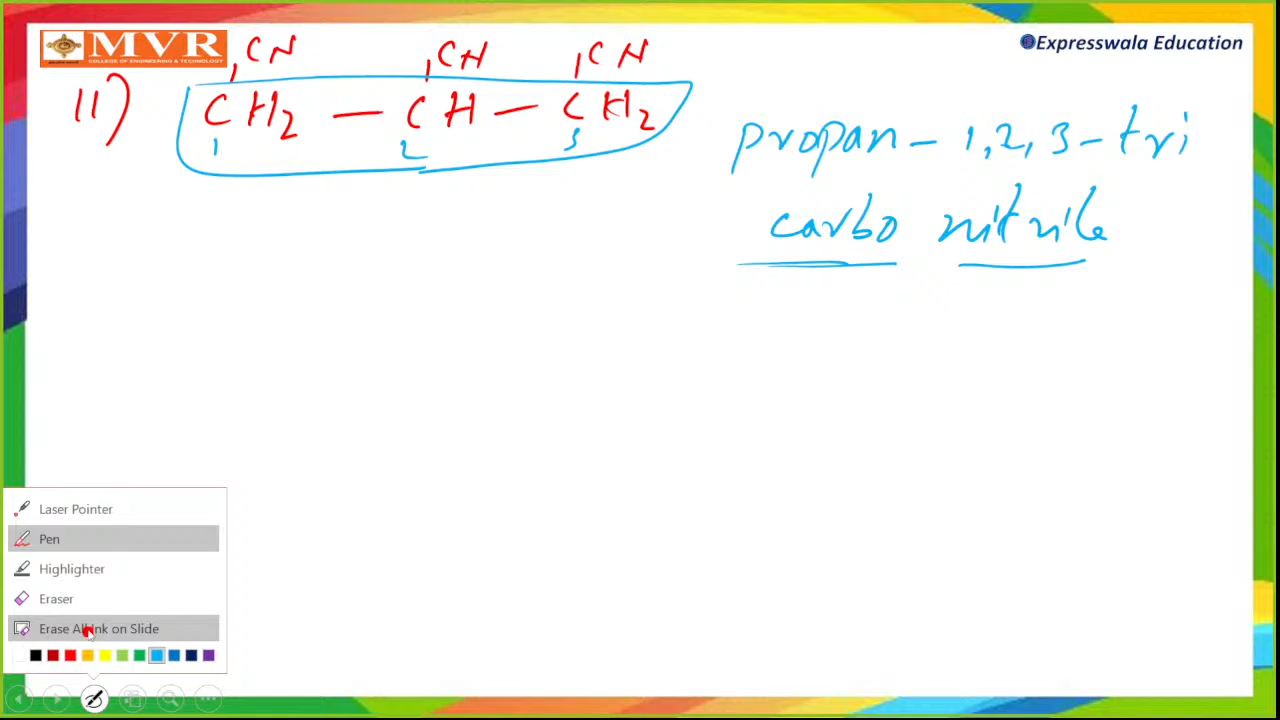 MVR
COLLEGE OF ENGINEERING & TECHNOLOGY
Expresswala Education
CN CN CN
11) CH2 — CH — CH2
1 2 3
propan - 1,2,3 - tri
carbo nitrile
Laser Pointer
Pen
Highlighter
Eraser
Erase All Ink on Slide